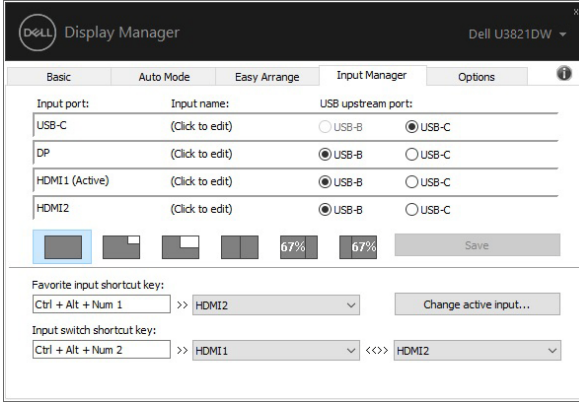 DELL Display Manager Dell U3821DW
Basic Auto Mode Easy Arrange Input Manager Options
Input port: Input name: USB upstream port:
USB-C (Click to edit) USB-B USB-C
DP (Click to edit) USB-B USB-C
HDMI1 (Active) (Click to edit) USB-B USB-C
HDMI2 (Click to edit) USB-B USB-C
67% 67% Save
Favorite input shortcut key:
Ctrl + Alt + Num 1 >> HDMI2 Change active input...
Input switch shortcut key:
Ctrl + Alt + Num 2 >> HDMI1 <<>> HDMI2